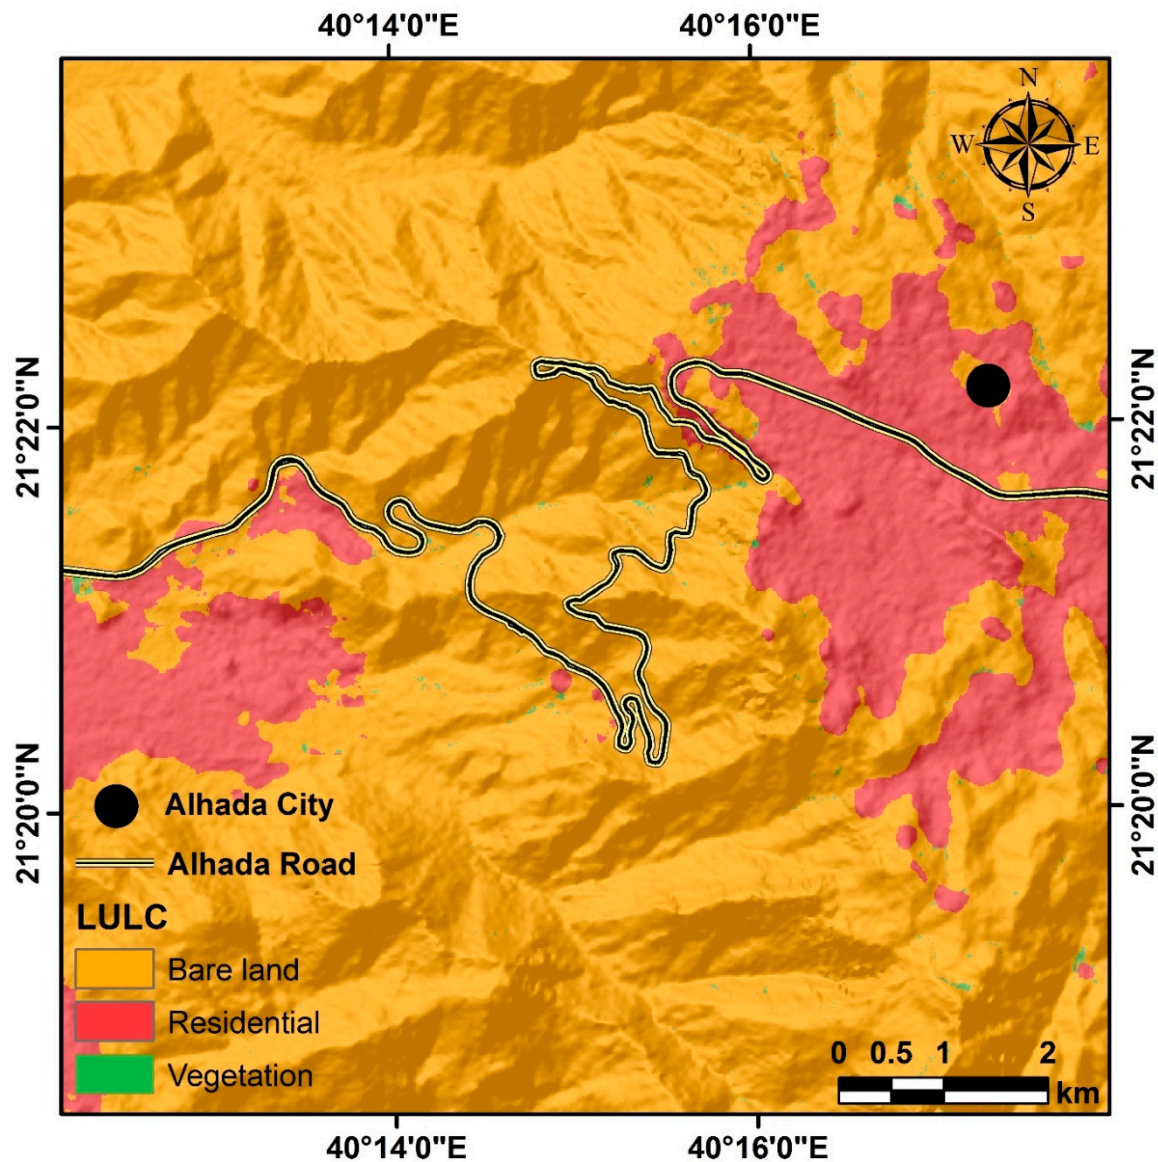 40°14'0"E 40°16'0"E
N
W E
S
21°22'0"N 21°22'0"N
21°20'0"N 21°20'0"N
Alhada City
Alhada Road
LULC
Bare land
Residential
Vegetation
0 0.5 1 2
km
40°14'0"E 40°16'0"E